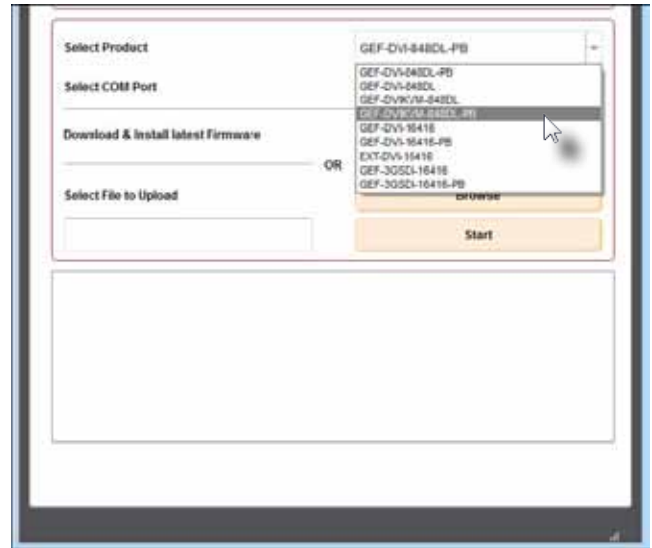 Select Product
GEF-DVI-848DL-PB
Select COM Port
GEF-DVI-848DL-PB
GEF-DVI-848DL
GEF-DVIKVM-848DL
GEF-DVIKVM-848DL-PB
GEF-DVI-16416
GEF-DVI-16416-PB
EXT-DVI-16416
GEF-3GSDI-16416
GEF-3GSDI-16416-PB
Download & Install latest Firmware
OR
Select File to Upload
Browse
Start